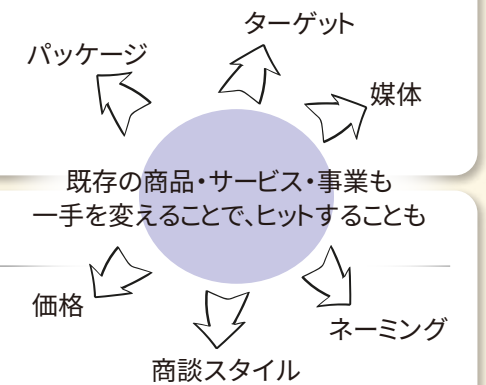 ターゲット
パッケージ
媒体
既存の商品・サービス・事業も
一手を変えることで、ヒットすることも
価格
ネーミング
商談スタイル